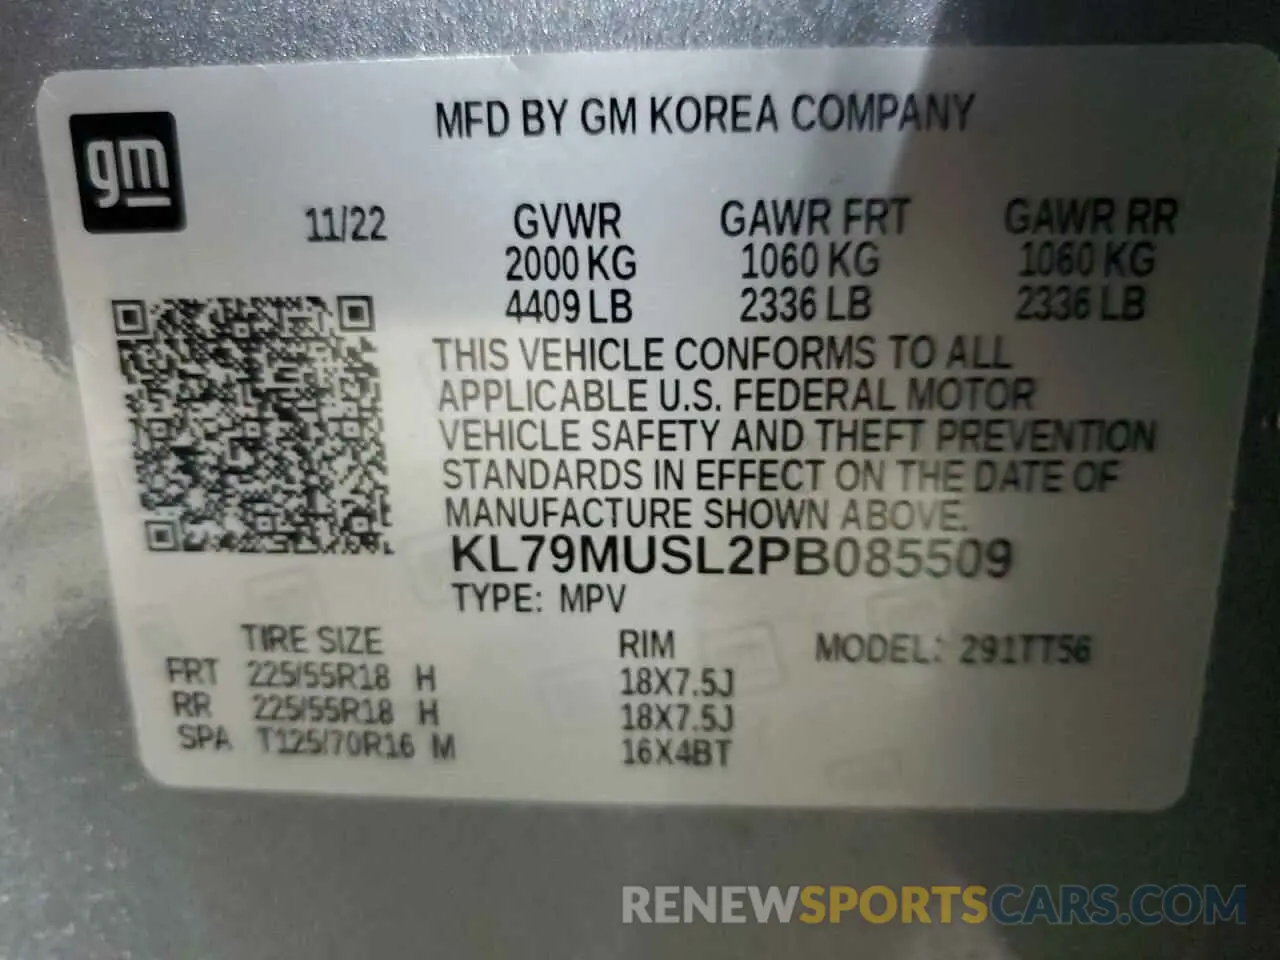 gm
MFD BY GM KOREA COMPANY
11/22 GVWR GAWR FRT GAWR RR
2000 KG 1060 KG 1060 KG
4409 LB 2336 LB 2336 LB
THIS VEHICLE CONFORMS TO ALL
APPLICABLE U.S. FEDERAL MOTOR
VEHICLE SAFETY AND THEFT PREVENTION
STANDARDS IN EFFECT ON THE DATE OF
MANUFACTURE SHOWN ABOVE.
KL79MUSL2PB085509
TYPE: MPV
TIRE SIZE RIM MODEL: 291TT56
FRT 225/55R18 H 18X7.5J
RR 225/55R18 H 18X7.5J
SPA T125/70R16 M 16X4BT
RENEWSPORTSCARS.COM